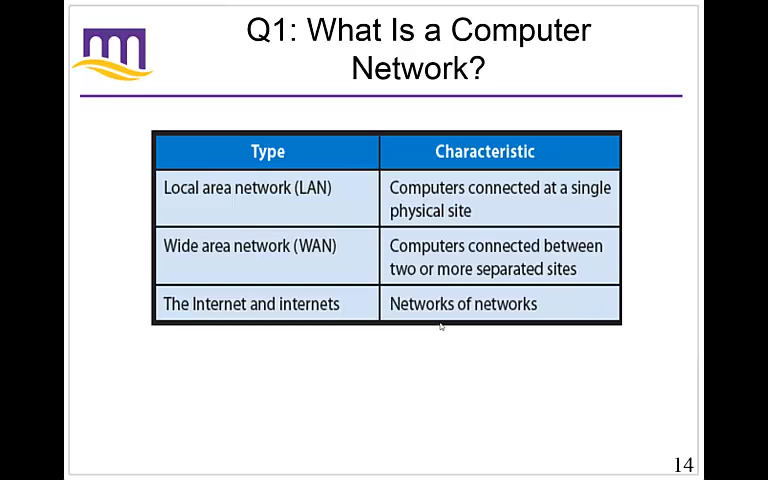 Q1: What Is a Computer
Network?
Type Characteristic
Local area network (LAN) Computers connected at a single
physical site
Wide area network (WAN) Computers connected between
two or more separated sites
The Internet and internets Networks of networks
14